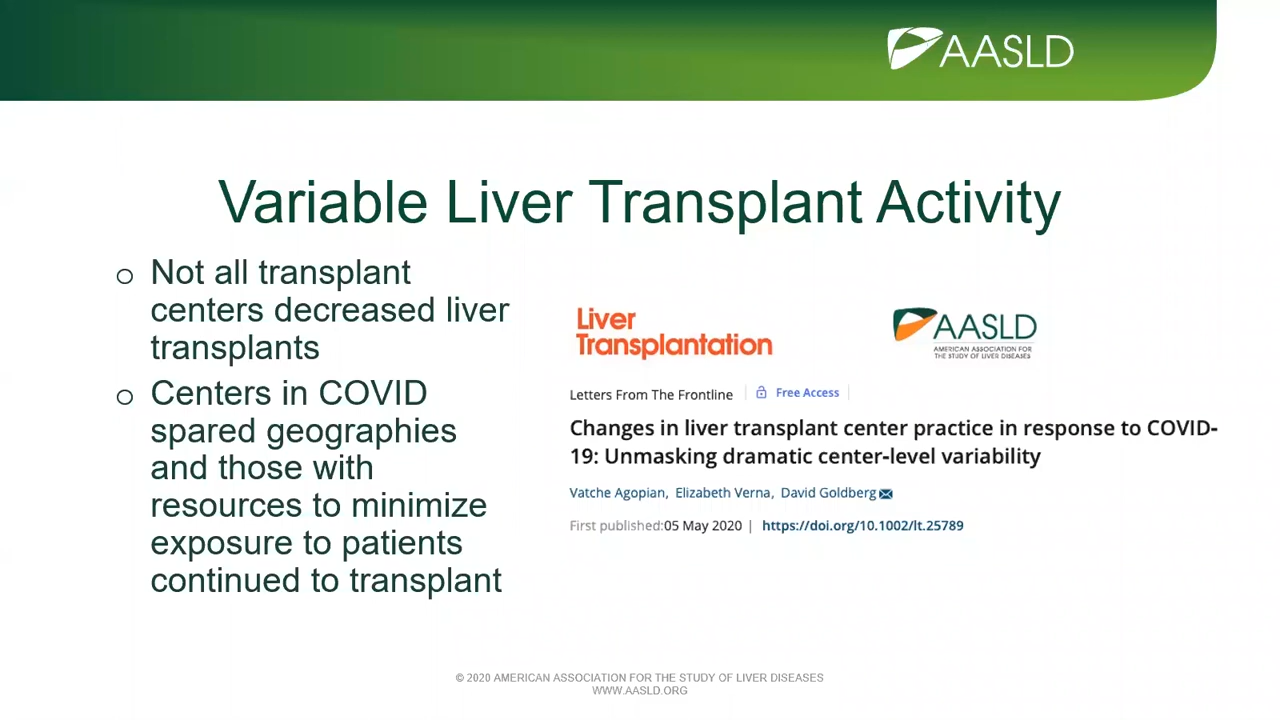 AASLD
Variable Liver Transplant Activity
o Not all transplant
centers decreased liver
transplants
o Centers in COVID
spared geographies
and those with
resources to minimize
exposure to patients
continued to transplant
Liver
Transplantation
AASLD
AMERICAN ASSOCIATION FOR
THE STUDY OF LIVER DISEASES
Letters From The Frontline | Free Access |
Changes in liver transplant center practice in response to COVID-
19: Unmasking dramatic center-level variability
Vatche Agopian, Elizabeth Verna, David Goldberg
First published:05 May 2020 | https://doi.org/10.1002/lt.25789
© 2020 AMERICAN ASSOCIATION FOR THE STUDY OF LIVER DISEASES
WWW.AASLD.ORG